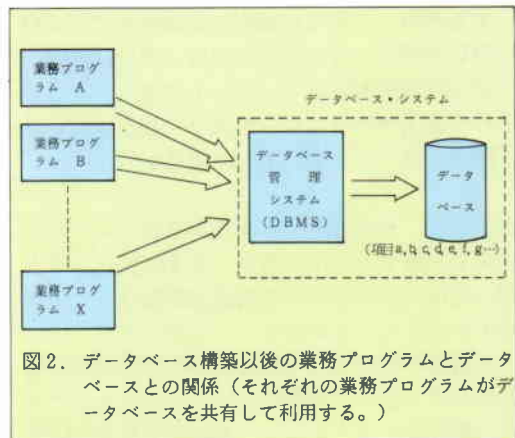 業務プログ
ラム A
業務プログ
ラム B
業務プログ
ラム X
データベース・システム
データベース
管理
システム
(DBMS)
データ
ベース
(項目a, b, c, d, e, f, g…)
図2. データベース構築以後の業務プログラムとデータ
ベースとの関係(それぞれの業務プログラムがデ
ータベースを共有して利用する。)